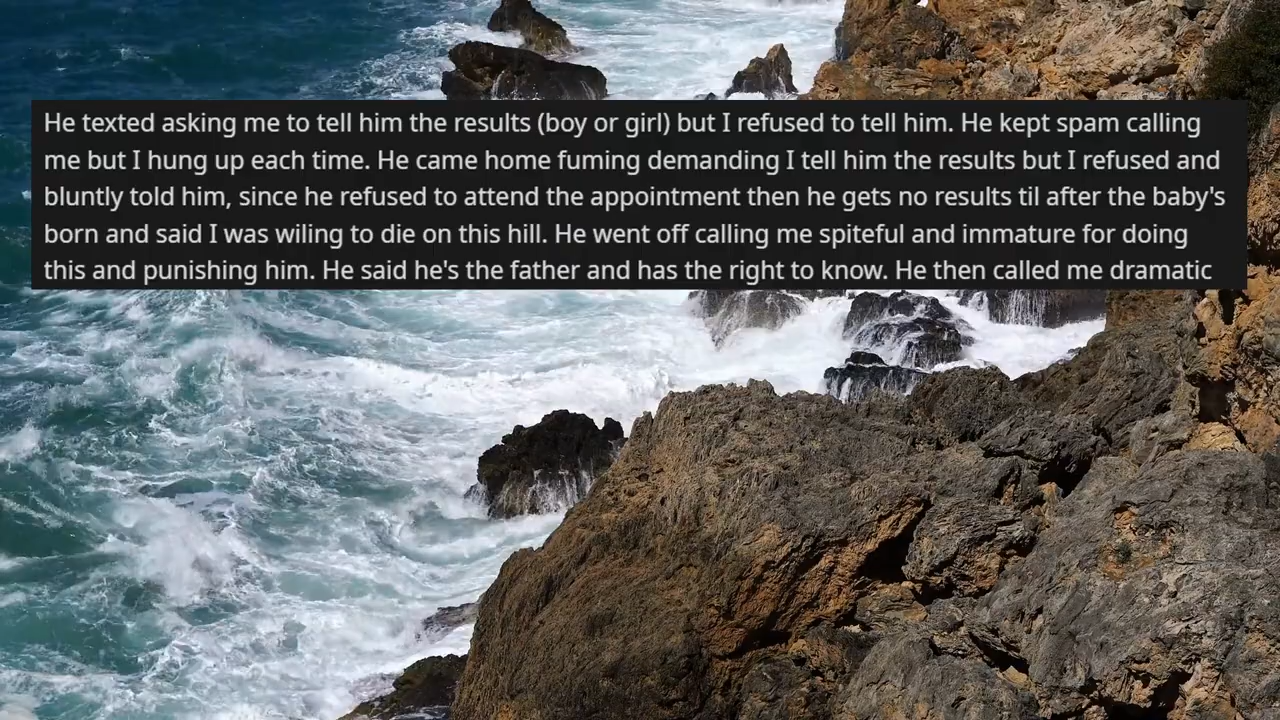 He texted asking me to tell him the results (boy or girl) but I refused to tell him. He kept spam calling
me but I hung up each time. He came home fuming demanding I tell him the results but I refused and
bluntly told him, since he refused to attend the appointment then he gets no results til after the baby's
born and said I was wiling to die on this hill. He went off calling me spiteful and immature for doing
this and punishing him. He said he's the father and has the right to know. He then called me dramatic